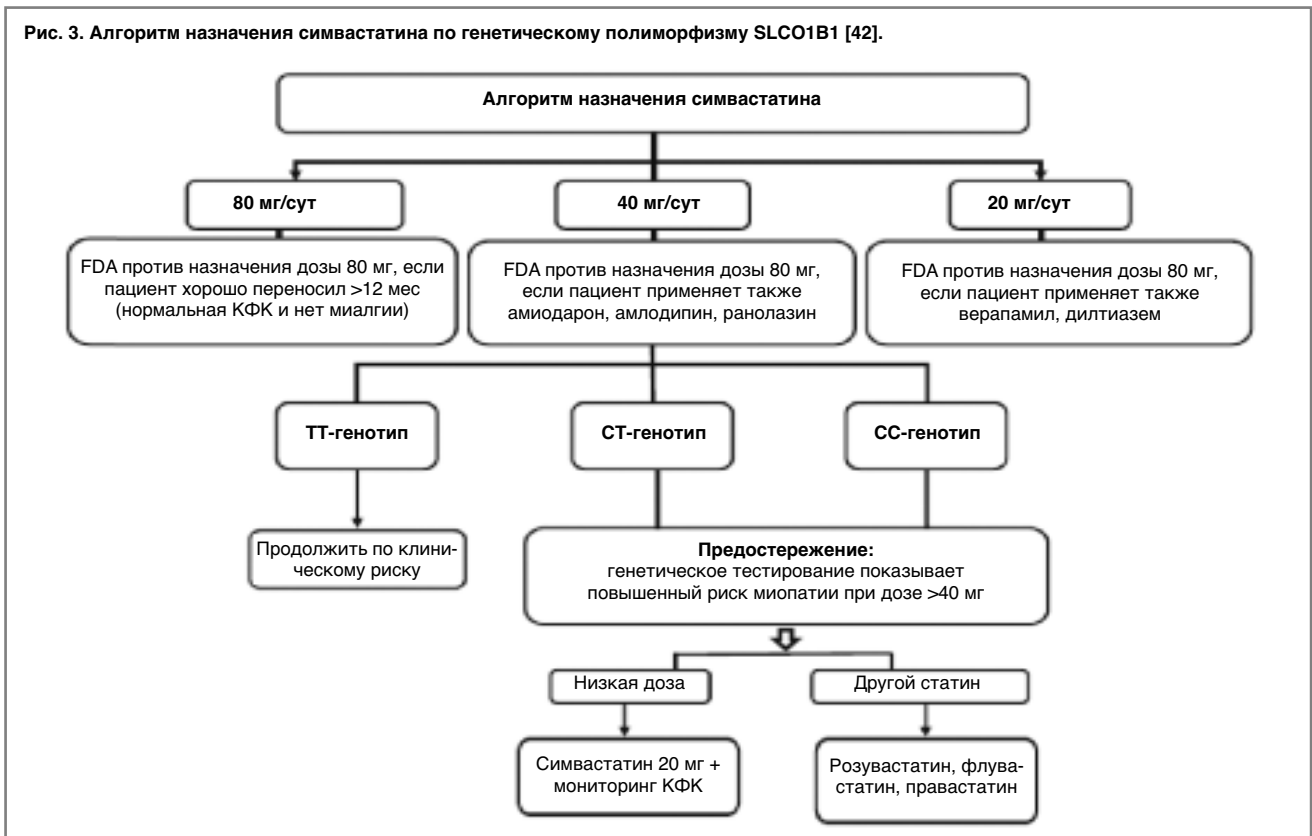 Рис. 3. Алгоритм назначения симвастатина по генетическому полиморфизму SLCO1B1 [42].
Алгоритм назначения симвастатина
80 мг/сут
40 мг/сут
20 мг/сут
FDA против назначения дозы 80 мг, если
пациент хорошо переносил >12 мес
(нормальная КФК и нет миалгии)
FDA против назначения дозы 80 мг,
если пациент применяет также
амиодарон, амлодипин, ранолазин
FDA против назначения дозы 80 мг,
если пациент применяет также
верапамил, дилтиазем
ТТ-генотип
СТ-генотип
СС-генотип
Продолжить по клини-
ческому риску
Предостережение:
генетическое тестирование показывает
повышенный риск миопатии при дозе >40 мг
Низкая доза
Другой статин
Симвастатин 20 мг +
мониторинг КФК
Розувастатин, флува-
статин, правастатин